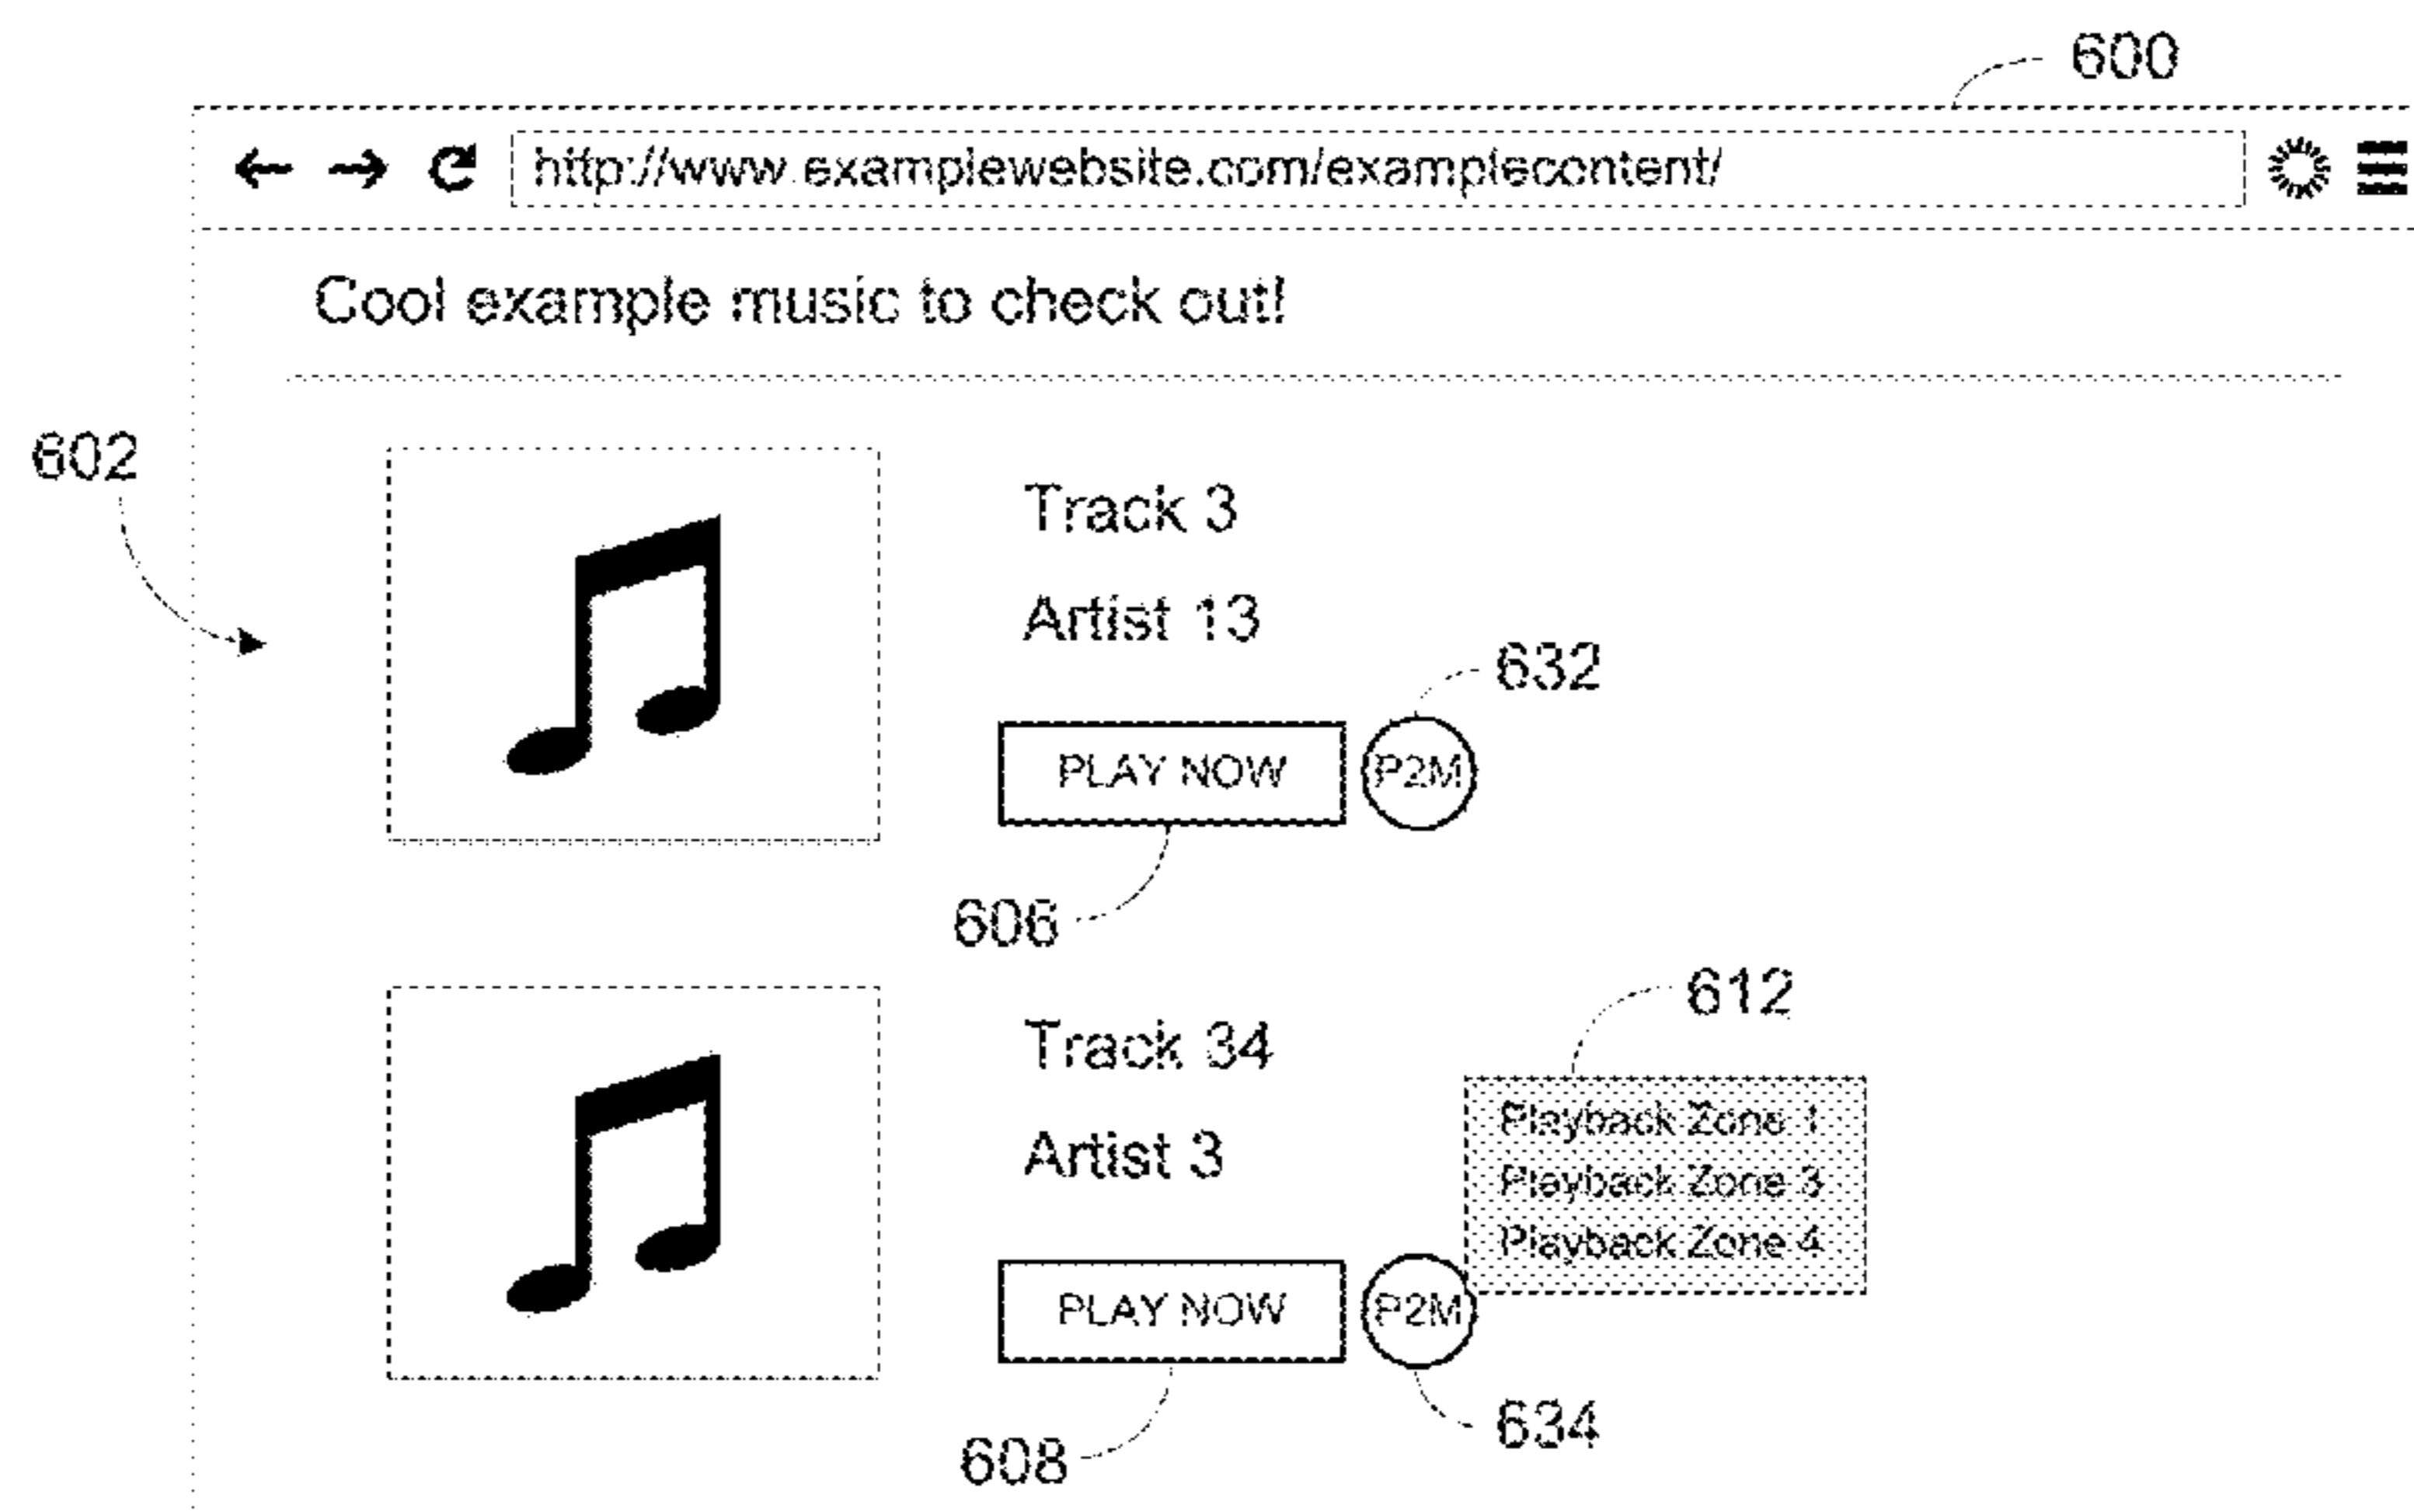 600
http://www.examplewebsite.com/examplecontent/
Cool example music to check out!
602
Track 3
Artist 13
632
PLAY NOW
P2M
606
612
Track 34
Playback Zone 1
Artist 3
Playback Zone 3
Playback Zone 4
PLAY NOW
P2M
634
608